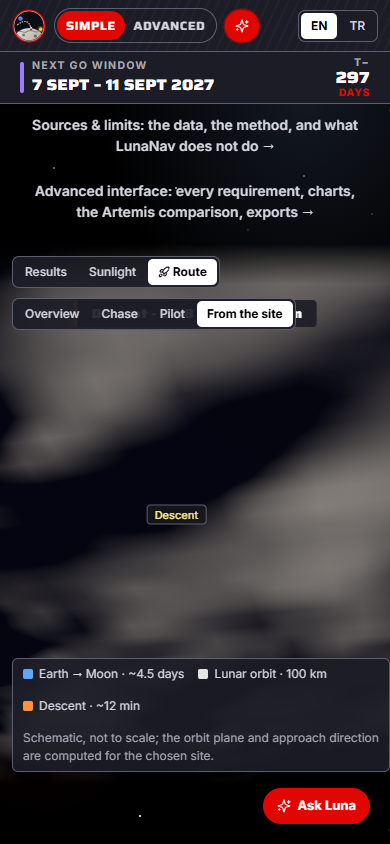 SIMPLE ADVANCED EN TR
NEXT GO WINDOW
7 SEPT – 11 SEPT 2027
T−
297
DAYS
Sources & limits: the data, the method, and what
LunaNav does not do →
Advanced interface: every requirement, charts,
the Artemis comparison, exports →
Results Sunlight Route
Overview Chase Pilot From the site
Descent
Earth → Moon · ~4.5 days Lunar orbit · 100 km
Descent · ~12 min
Schematic, not to scale; the orbit plane and approach direction
are computed for the chosen site.
Ask Luna